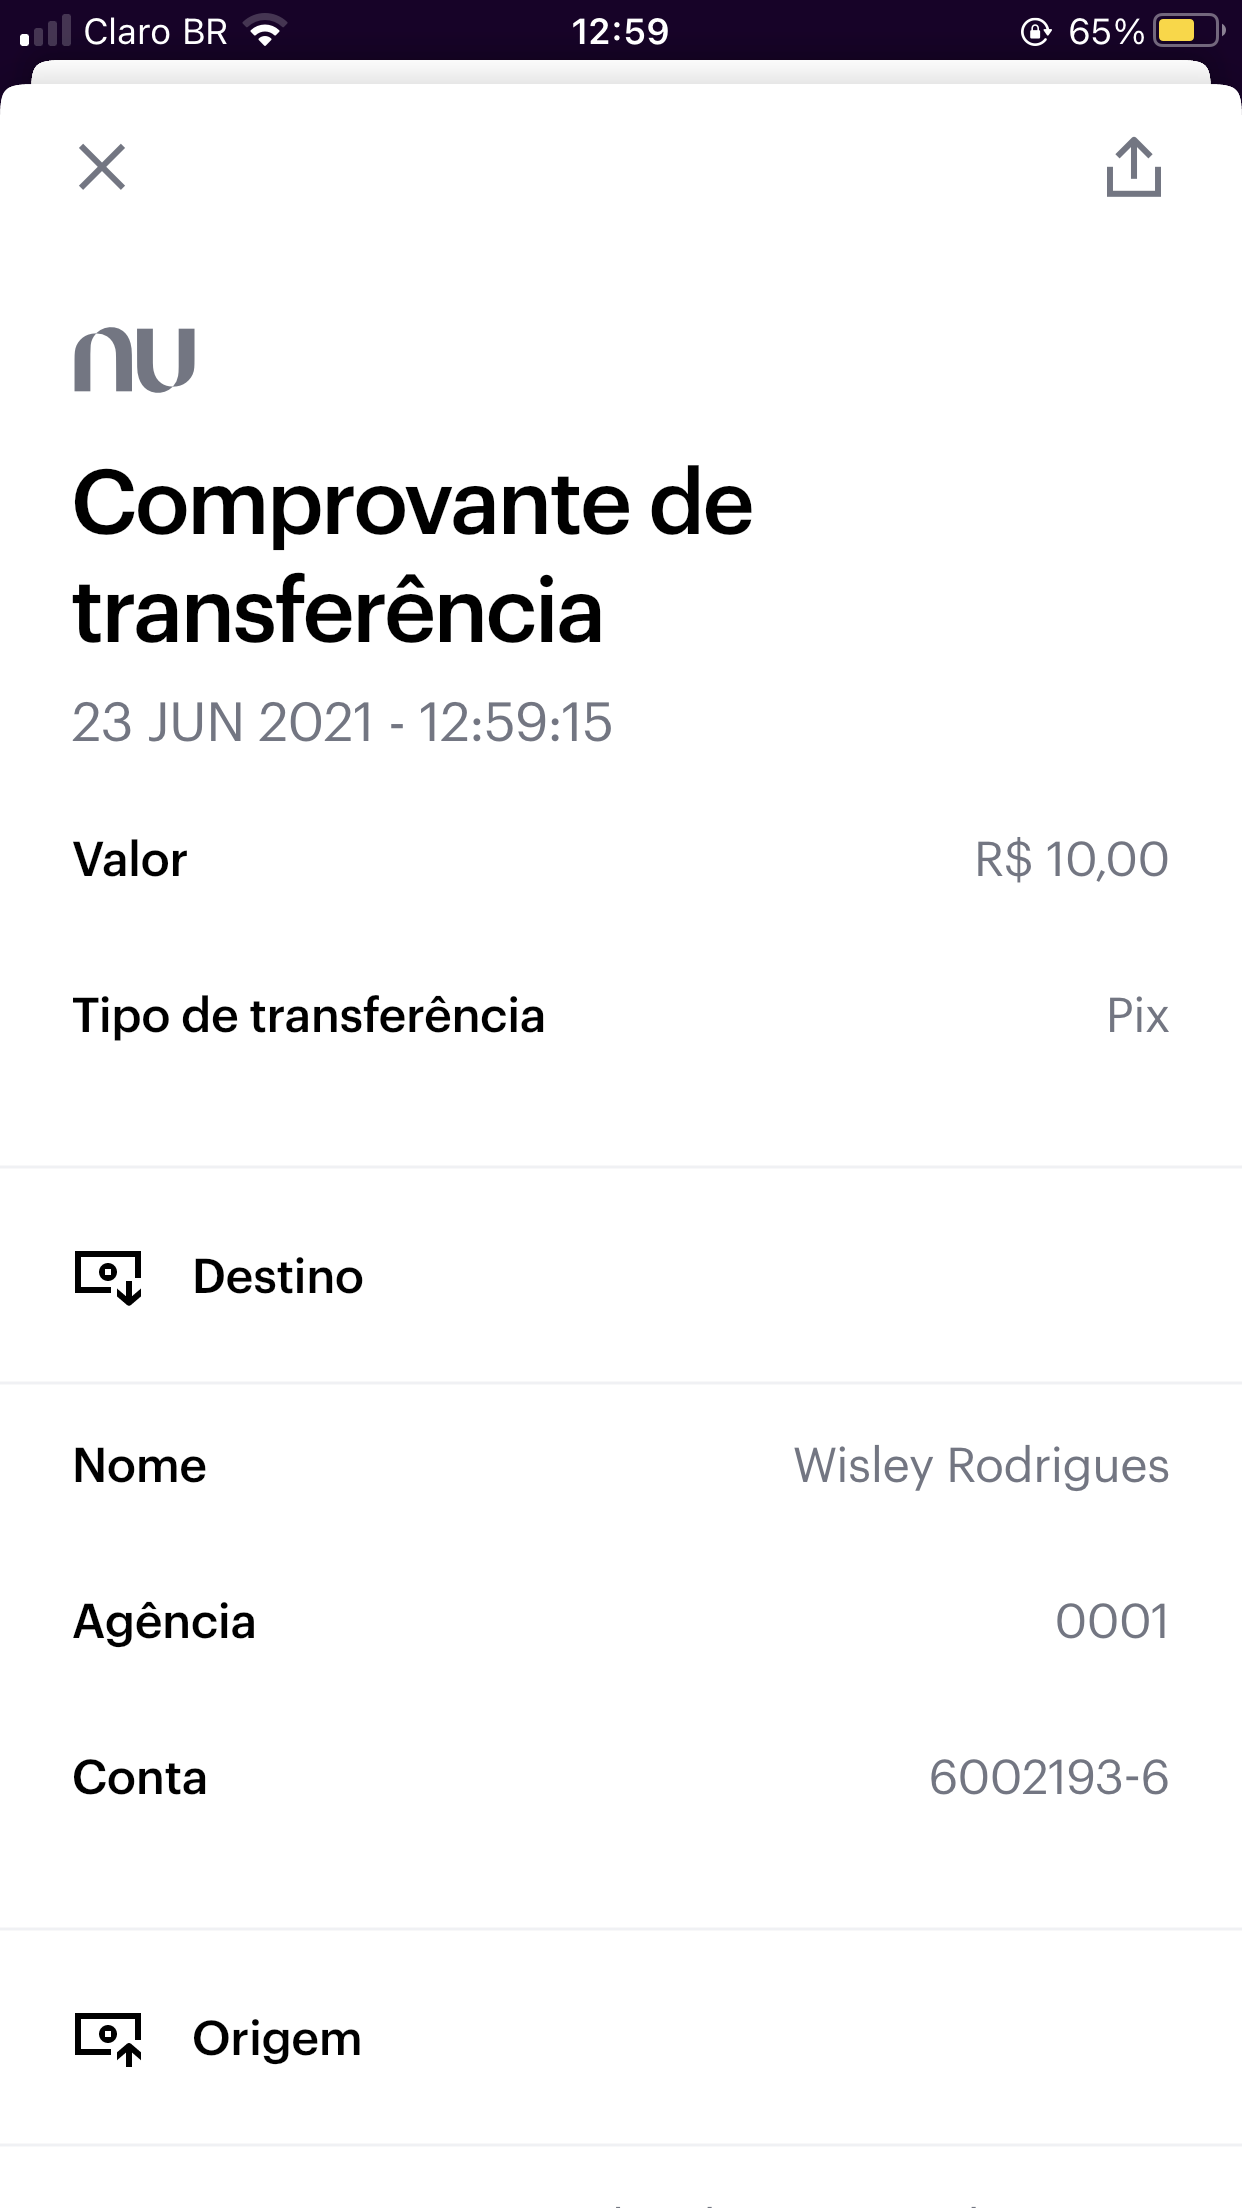 Claro BR 12:59 65%
nu
Comprovante de
transferência
23 JUN 2021 - 12:59:15
Valor R$ 10,00
Tipo de transferência Pix
Destino
Nome Wisley Rodrigues
Agência 0001
Conta 6002193-6
Origem